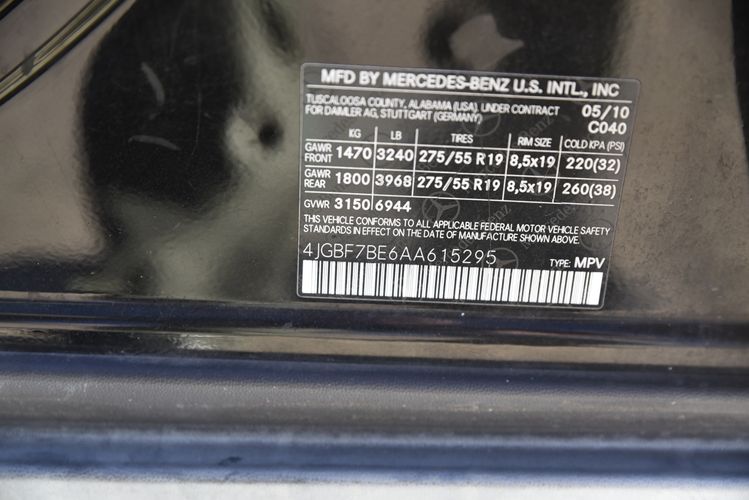 MFD BY MERCEDES-BENZ U.S. INTL., INC
TUSCALOOSA COUNTY, ALABAMA (USA), UNDER CONTRACT 05/10
FOR DAIMLER AG, STUTTGART (GERMANY) C040
KG LB TIRES RIM SIZE COLD KPA (PSI)
GAWR FRONT 1470 3240 275/55 R19 8,5x19 220(32)
GAWR REAR 1800 3968 275/55 R19 8,5x19 260(38)
GVWR 3150 6944
THIS VEHICLE CONFORMS TO ALL APPLICABLE FEDERAL MOTOR VEHICLE SAFETY
STANDARDS IN EFFECT ON THE DATE OF MANUFACTURE SHOWN ABOVE.
4JGBF7BE6AA615295 TYPE: MPV